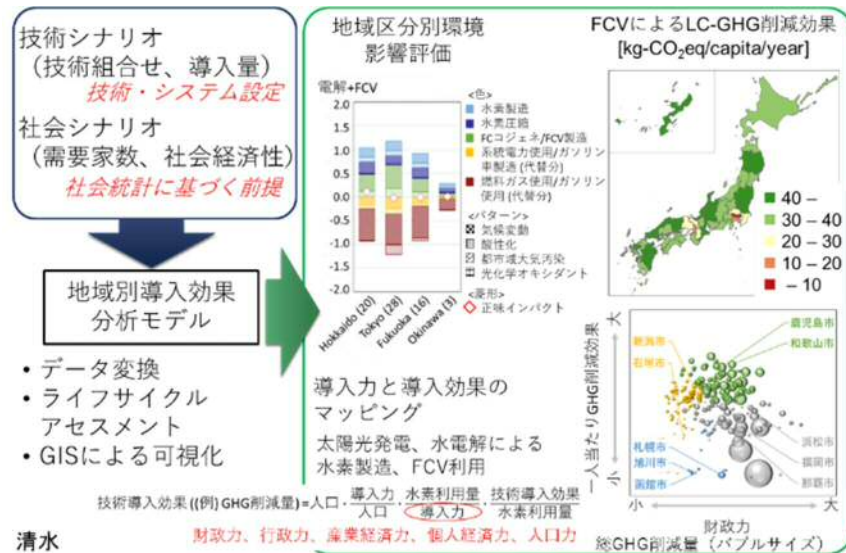 技術シナリオ
（技術組合せ、導入量）
技術・システム設定
社会シナリオ
（需要家数、社会経済性）
社会統計に基づく前提
地域別導入効果
分析モデル
• データ変換
• ライフサイクル
アセスメント
• GISによる可視化
清水
地域区分別環境
影響評価
電解+FCV
2.0
1.5
1.0
0.5
0.0
-0.5
-1.0
-1.5
-2.0
Hokkaido (20)
Tokyo (28)
Fukuoka (16)
Okinawa (3)
<色>
水素製造
水素圧縮
FCコジェネ/FCV製造
系統電力使用/ガソリン
車製造 (代替分)
燃料ガス使用/ガソリン
使用 (代替分)
<パターン>
気候変動
酸性化
都市域大気汚染
光化学オキシダント
<菱形>
正味インパクト
FCVによるLC-GHG削減効果
[kg-CO₂eq/capita/year]
40 –
30 – 40
20 – 30
10 – 20
– 10
導入力と導入効果の
マッピング
太陽光発電、水電解による
水素製造、FCV利用
大
一人当たりGHG削減効果
小
新潟市
鹿児島市
和歌山市
札幌市
旭川市
函館市
浜松市
福岡市
那覇市
小
大
財政力
総GHG削減量（バブルサイズ）
技術導入効果 ((例) GHG削減量) =人口・導入力/人口・水素利用量/導入力・技術導入効果/水素利用量
財政力、行政力、産業経済力、個人経済力、人口力